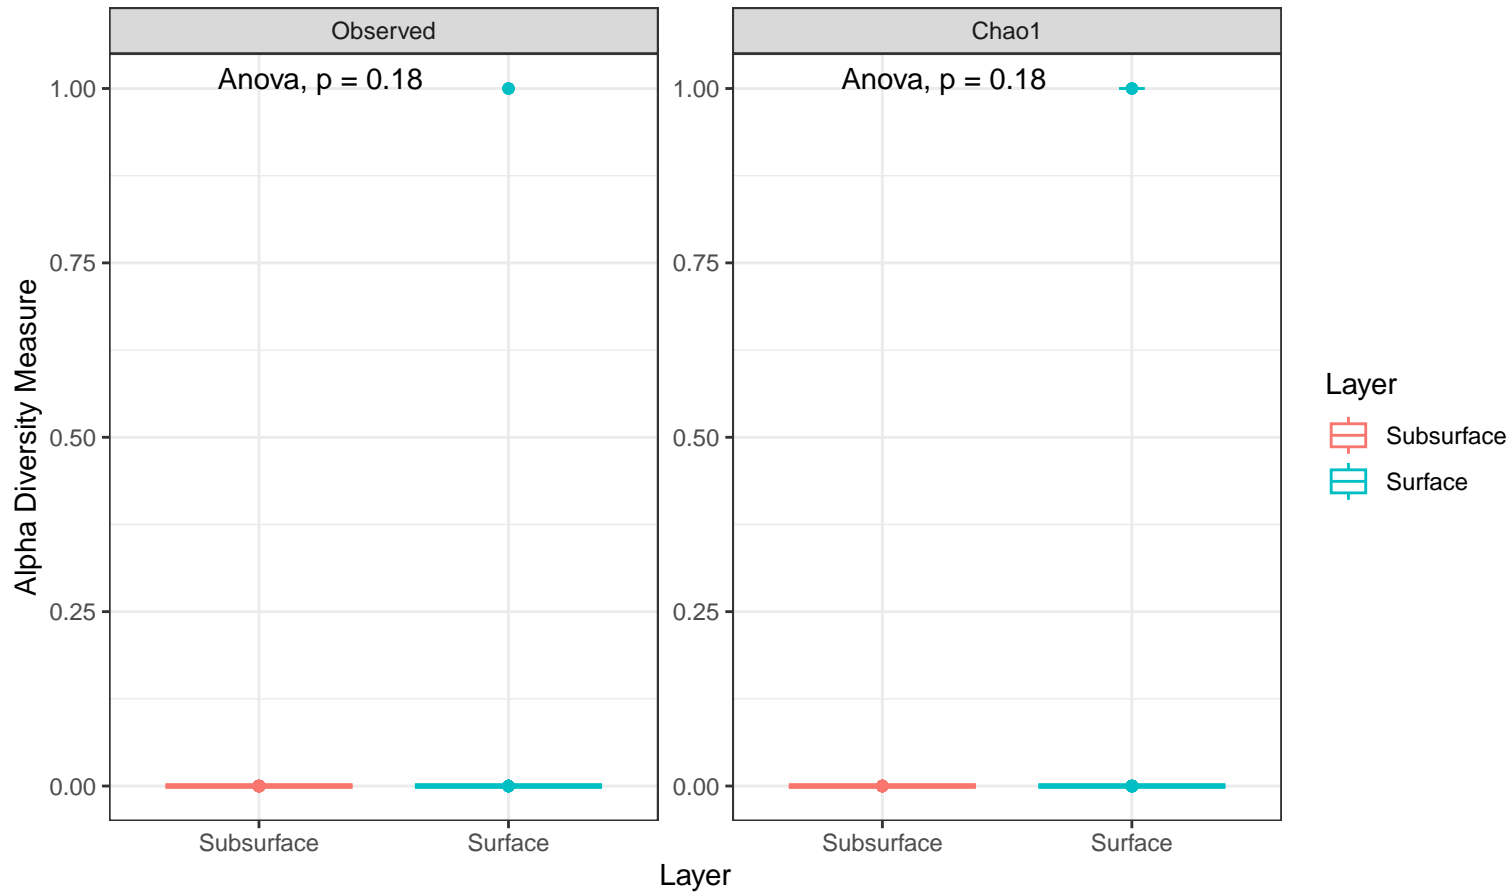 Observed
Chao1
Anova, p = 0.18
Anova, p = 0.18
1.00
0.75
0.50
0.25
0.00
1.00
0.75
0.50
0.25
0.00
Alpha Diversity Measure
Subsurface
Surface
Subsurface
Surface
Layer
Layer
Subsurface
Surface